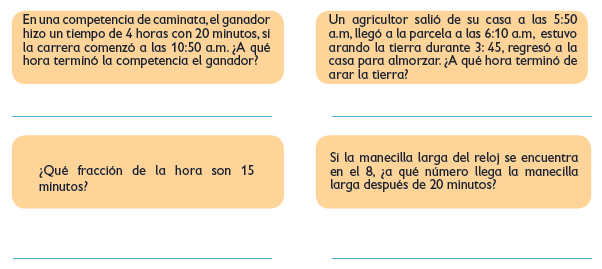 En una competencia de caminata, el ganador
hizo un tiempo de 4 horas con 20 minutos, si
la carrera comenzó a las 10:50 a.m. ¿A qué
hora terminó la competencia el ganador?
Un agricultor salió de su casa a las 5:50
a.m, llegó a la parcela a las 6:10 a.m, estuvo
arando la tierra durante 3: 45, regresó a la
casa para almorzar. ¿A qué hora terminó de
arar la tierra?
¿Qué fracción de la hora son 15
minutos?
Si la manecilla larga del reloj se encuentra
en el 8, ¿a qué número llega la manecilla
larga después de 20 minutos?